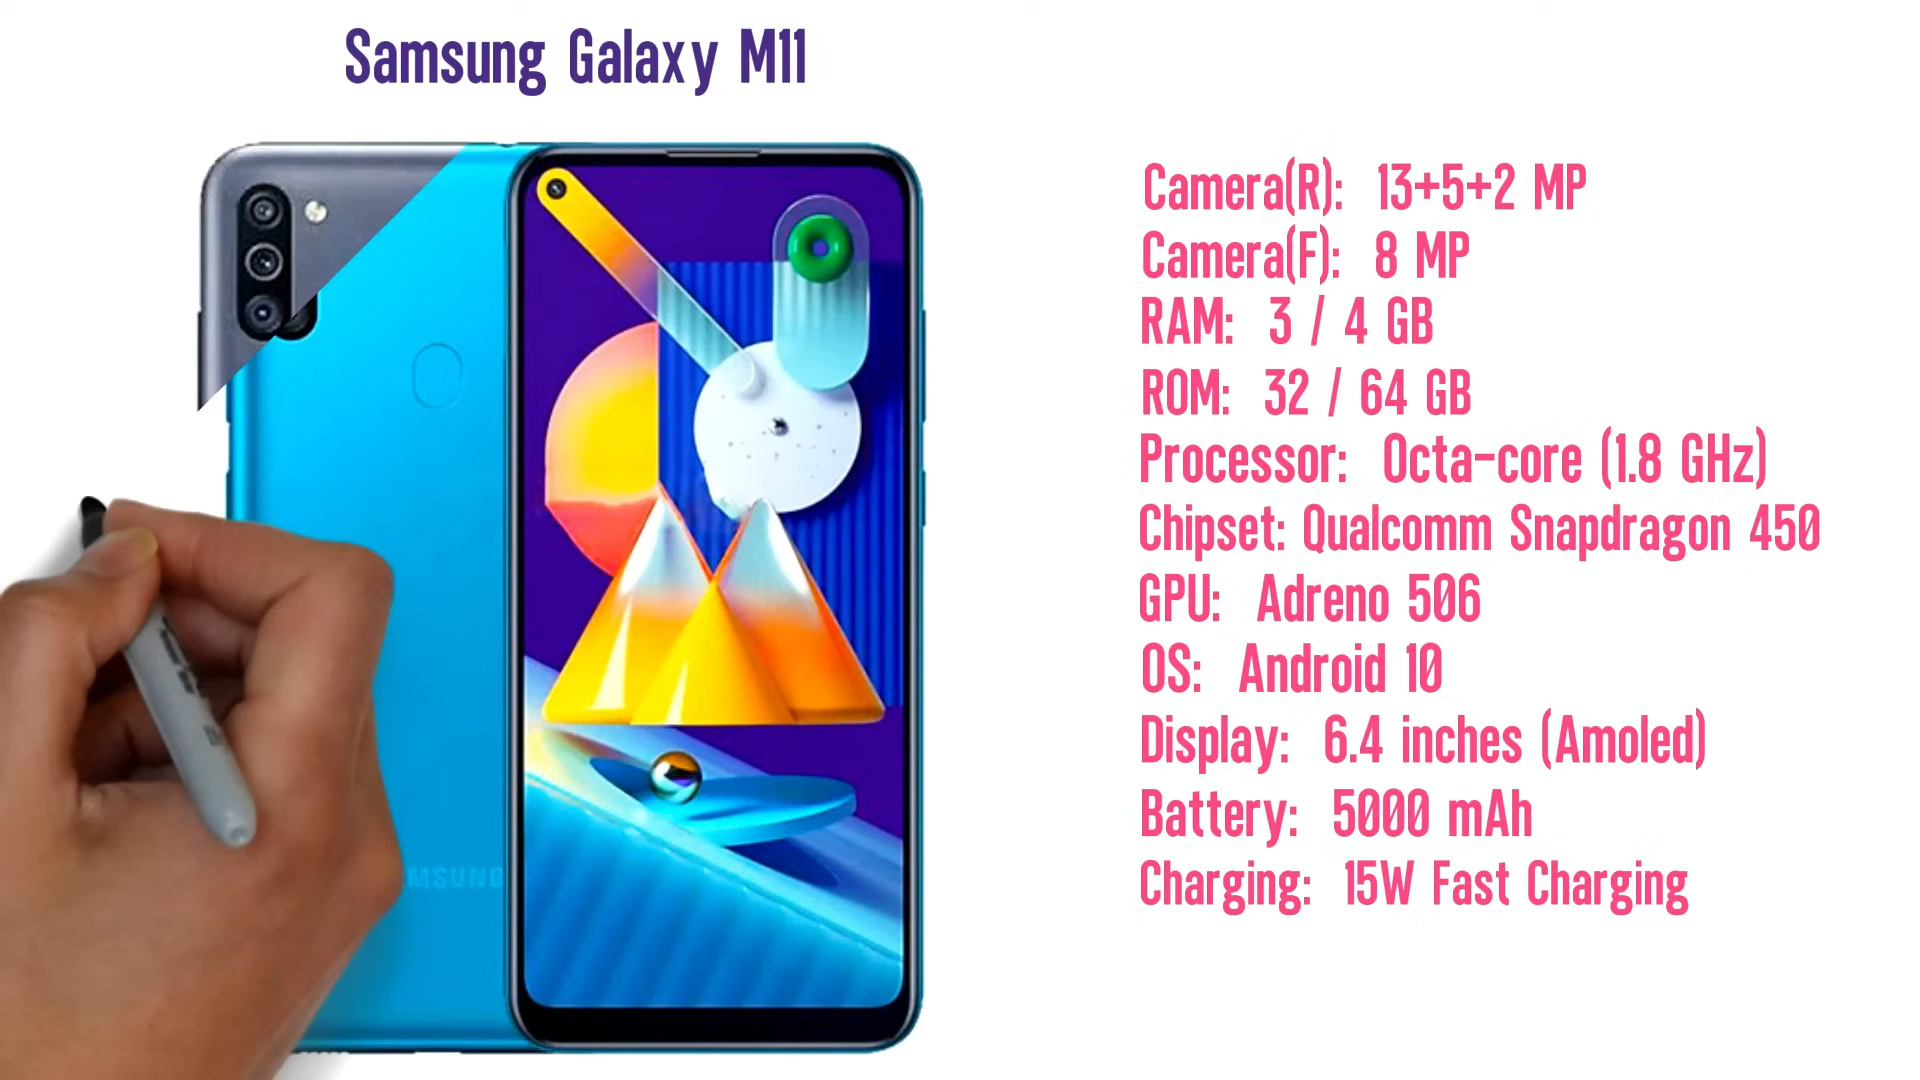 Samsung Galaxy M11
Camera(R): 13+5+2 MP
Camera(F): 8 MP
RAM: 3 / 4 GB
ROM: 32 / 64 GB
Processor: Octa-core (1.8 GHz)
Chipset: Qualcomm Snapdragon 450
GPU: Adreno 506
OS: Android 10
Display: 6.4 inches (Amoled)
Battery: 5000 mAh
Charging: 15W Fast Charging
MSUNG